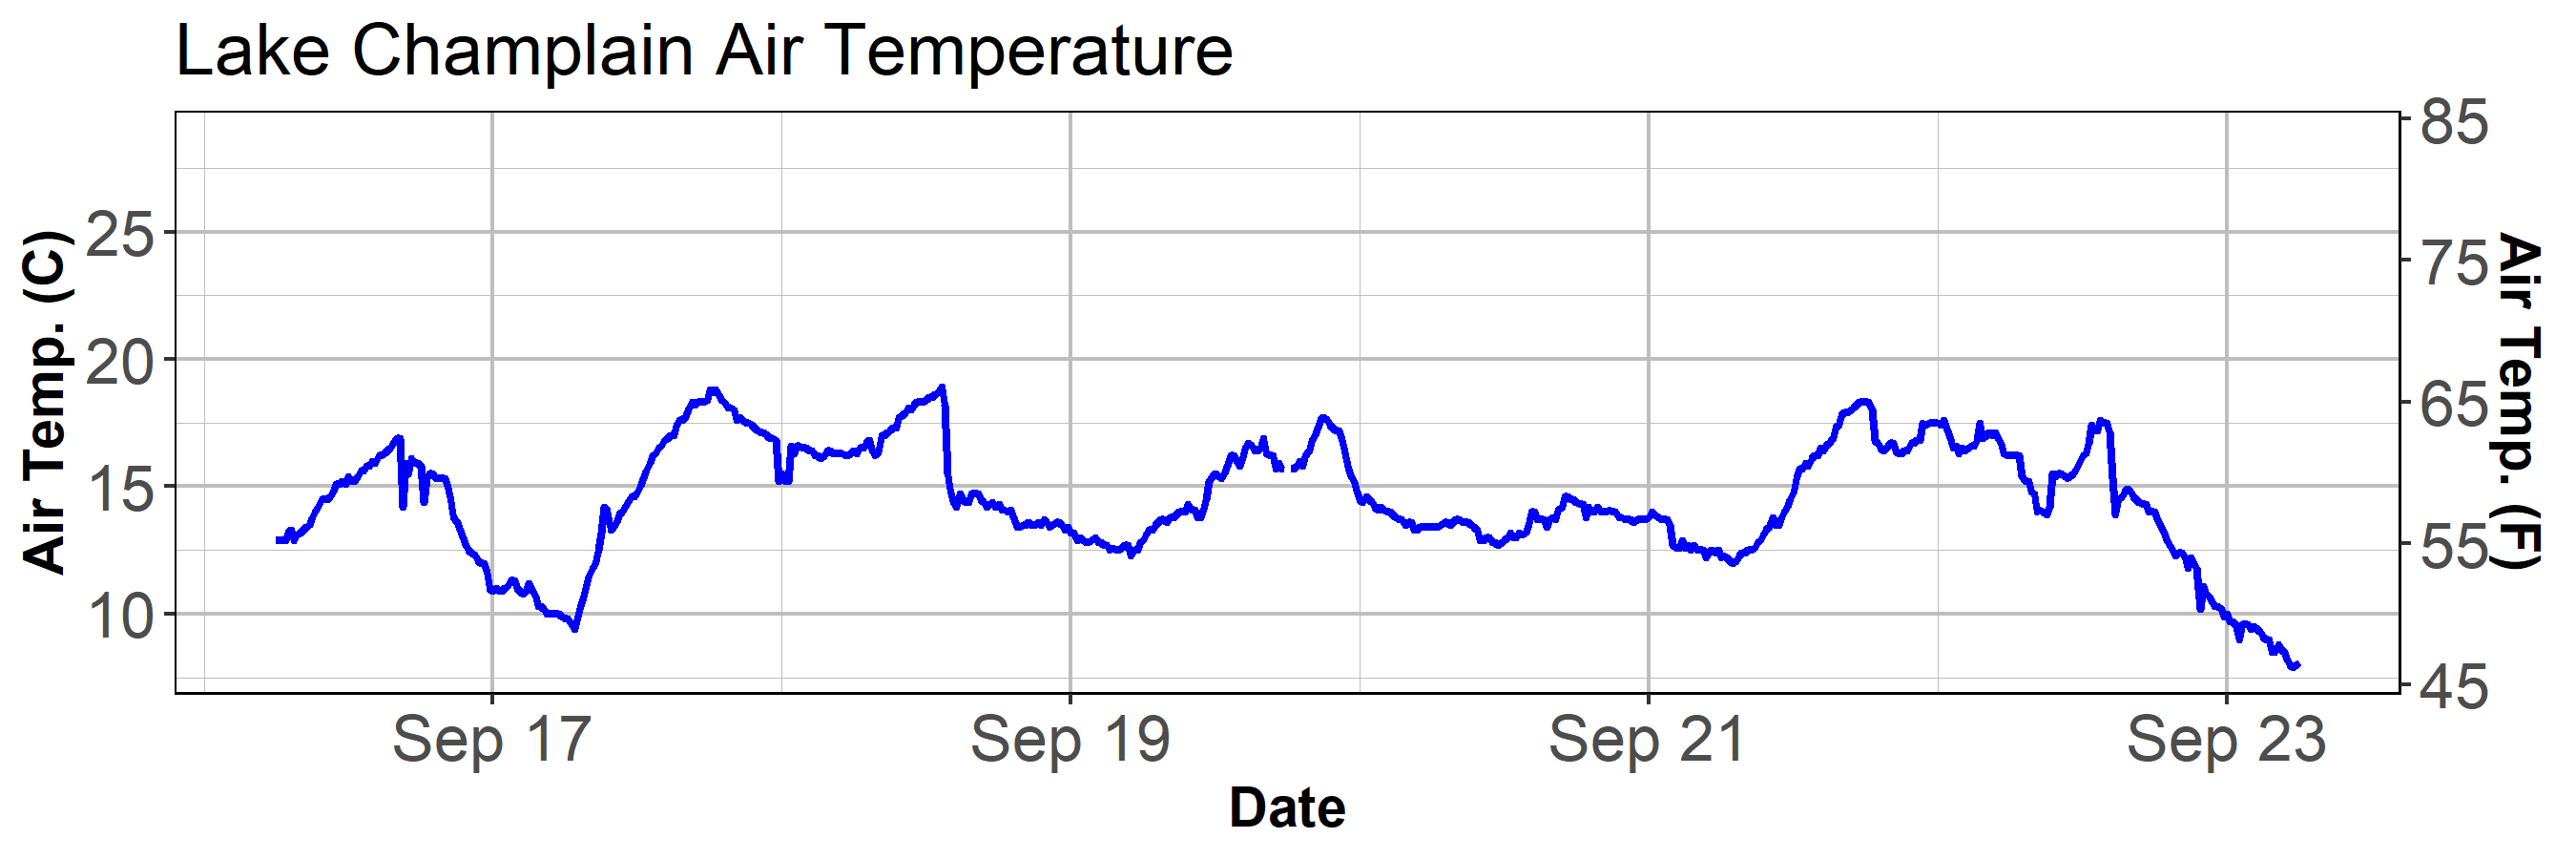 Lake Champlain Air Temperature
Air Temp. (C)
25
20
15
10
85
75
65
55
45
Air Temp. (F)
Sep 17
Sep 19
Sep 21
Sep 23
Date